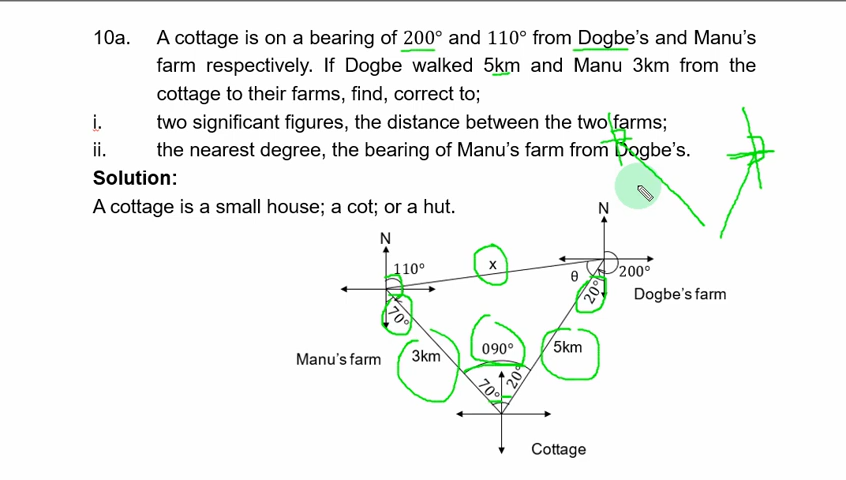 10a. A cottage is on a bearing of 200° and 110° from Dogbe's and Manu's
farm respectively. If Dogbe walked 5km and Manu 3km from the
cottage to their farms, find, correct to;
i. two significant figures, the distance between the two farms;
ii. the nearest degree, the bearing of Manu's farm from Dogbe's.
Solution:
A cottage is a small house; a cot; or a hut.
N
N
110°
x
θ
200°
20°
Dogbe's farm
70°
Manu's farm
3km
090°
5km
70°
20°
Cottage